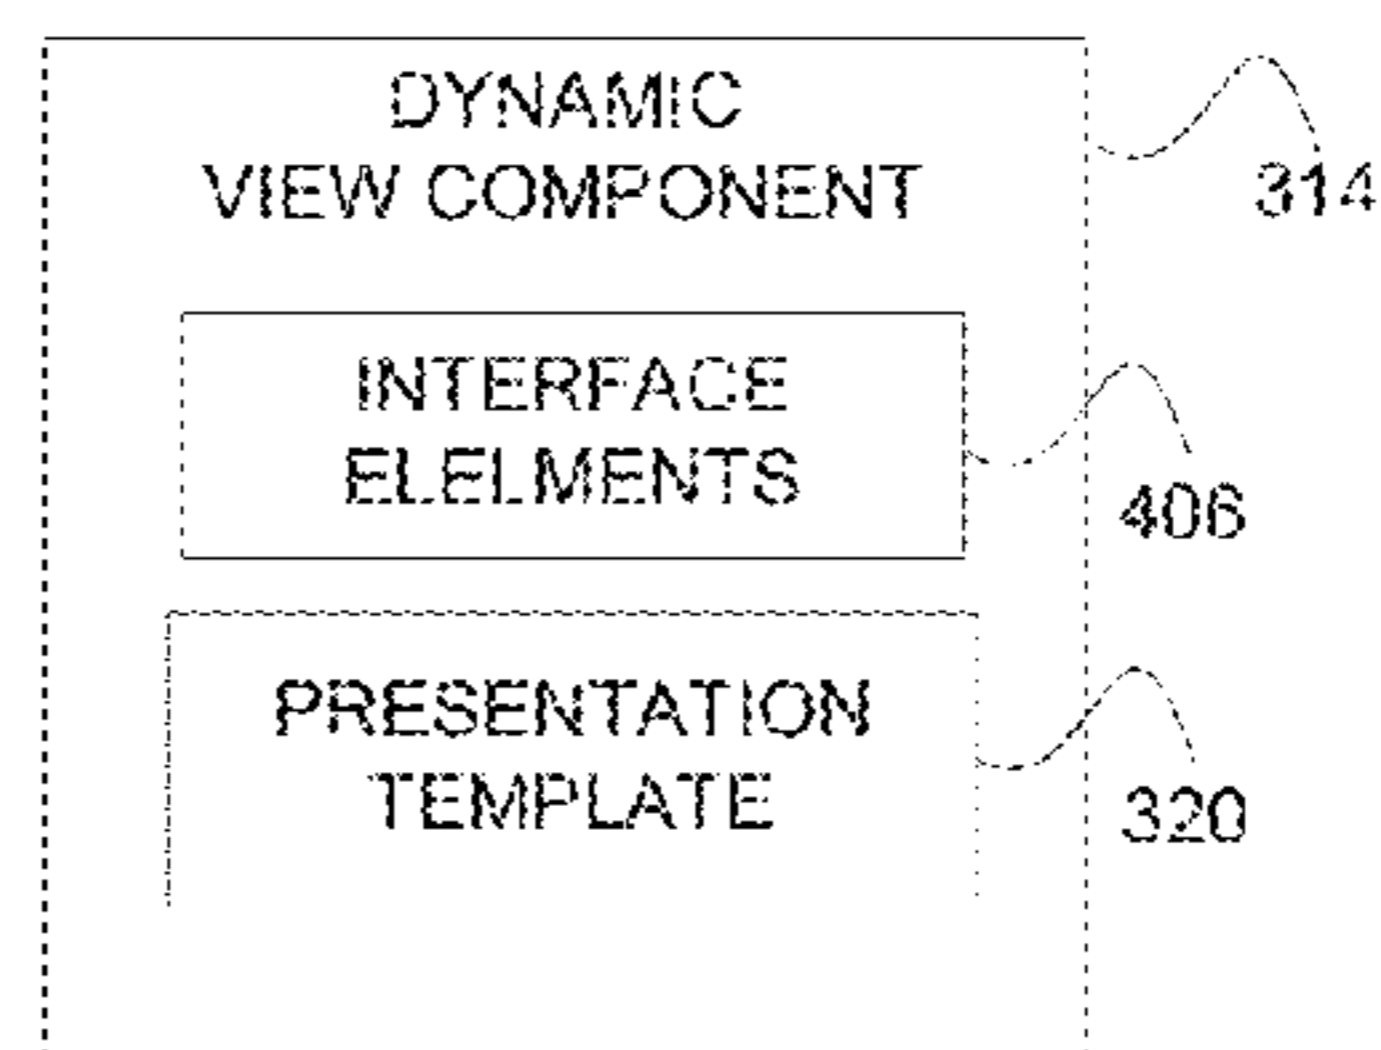 DYNAMIC
VIEW COMPONENT
314
INTERFACE
ELELMENTS
406
PRESENTATION
TEMPLATE
320